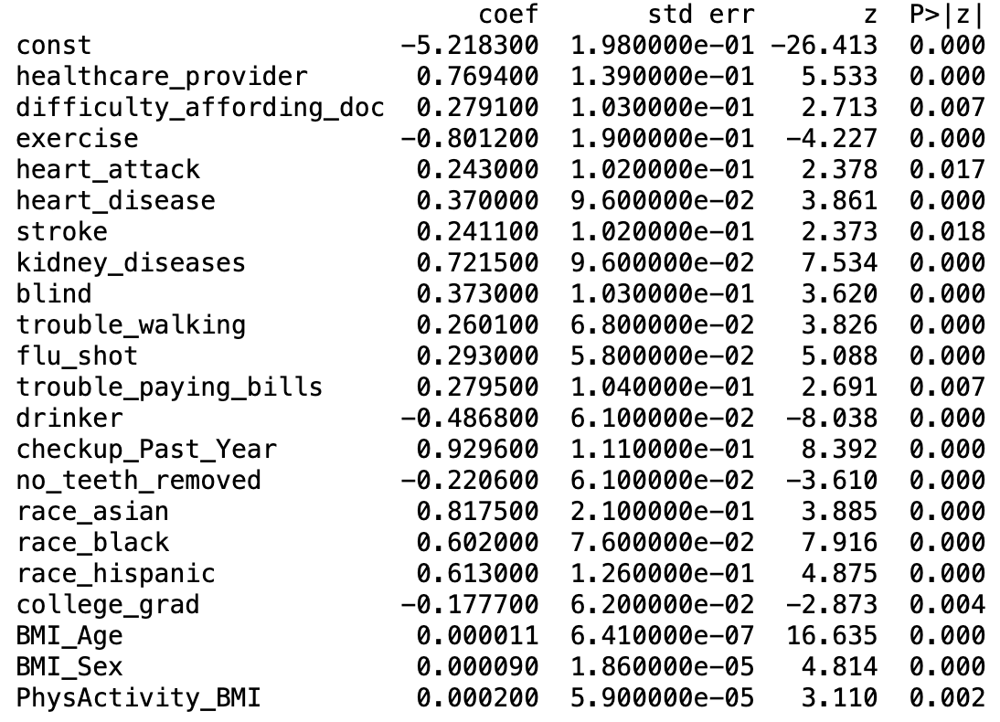 coef std err z P>|z|
const -5.218300 1.980000e-01 -26.413 0.000
healthcare_provider 0.769400 1.390000e-01 5.533 0.000
difficulty_affording_doc 0.279100 1.030000e-01 2.713 0.007
exercise -0.801200 1.900000e-01 -4.227 0.000
heart_attack 0.243000 1.020000e-01 2.378 0.017
heart_disease 0.370000 9.600000e-02 3.861 0.000
stroke 0.241100 1.020000e-01 2.373 0.018
kidney_diseases 0.721500 9.600000e-02 7.534 0.000
blind 0.373000 1.030000e-01 3.620 0.000
trouble_walking 0.260100 6.800000e-02 3.826 0.000
flu_shot 0.293000 5.800000e-02 5.088 0.000
trouble_paying_bills 0.279500 1.040000e-01 2.691 0.007
drinker -0.486800 6.100000e-02 -8.038 0.000
checkup_Past_Year 0.929600 1.110000e-01 8.392 0.000
no_teeth_removed -0.220600 6.100000e-02 -3.610 0.000
race_asian 0.817500 2.100000e-01 3.885 0.000
race_black 0.602000 7.600000e-02 7.916 0.000
race_hispanic 0.613000 1.260000e-01 4.875 0.000
college_grad -0.177700 6.200000e-02 -2.873 0.004
BMI_Age 0.000011 6.410000e-07 16.635 0.000
BMI_Sex 0.000090 1.860000e-05 4.814 0.000
PhysActivity_BMI 0.000200 5.900000e-05 3.110 0.002